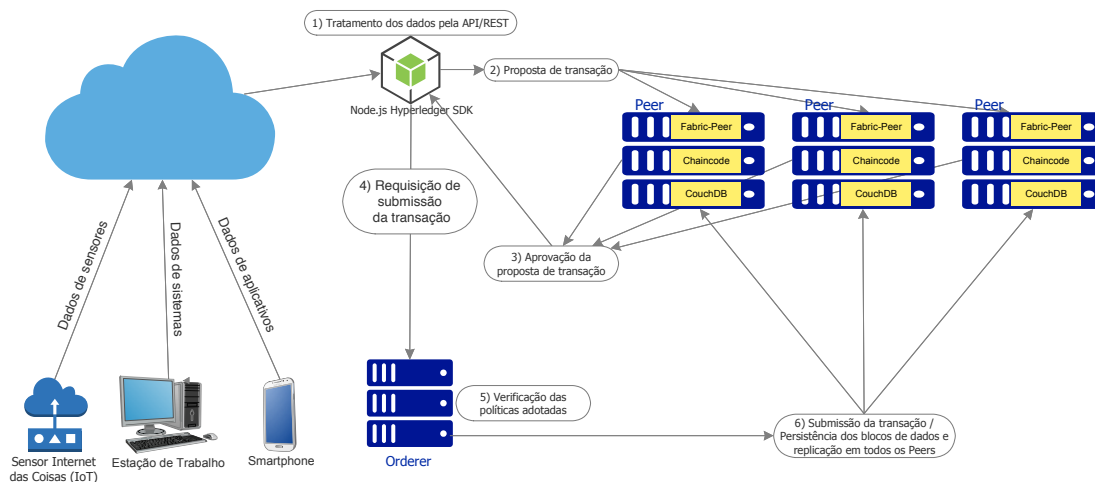 1) Tratamento dos dados pela API/REST
Node.js Hyperledger SDK
2) Proposta de transação
Peer
Peer
Peer
Fabric-Peer
Chaincode
CouchDB
Fabric-Peer
Chaincode
CouchDB
Fabric-Peer
Chaincode
CouchDB
3) Aprovação da
proposta de transação
4) Requisição de
submissão
da transação
Dados de sensores
Dados de sistemas
Dados de aplicativos
Sensor Internet
das Coisas (IoT)
Estação de Trabalho
Smartphone
Orderer
5) Verificação das
políticas adotadas
6) Submissão da transação /
Persistência dos blocos de dados e
replicação em todos os Peers